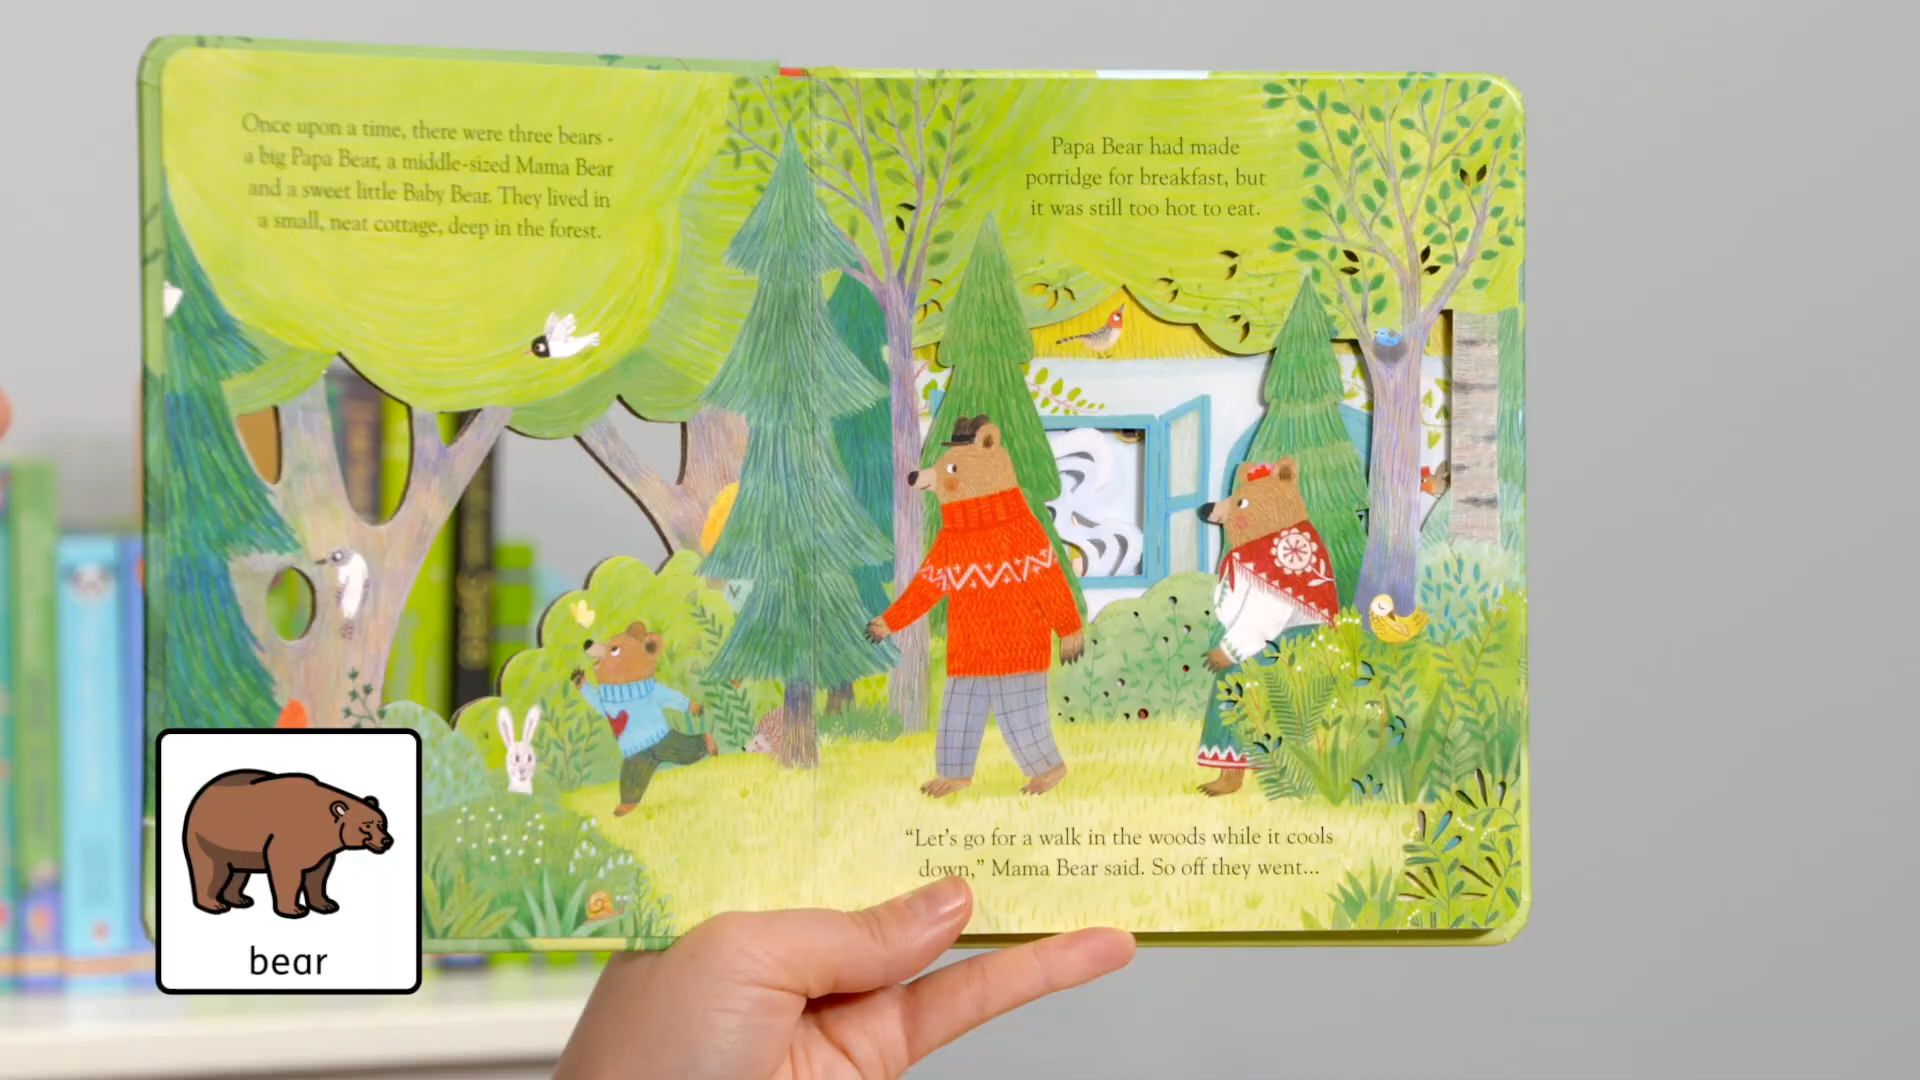 Once upon a time, there were three bears -
a big Papa Bear, a middle-sized Mama Bear
and a sweet little Baby Bear. They lived in
a small, neat cottage, deep in the forest.
Papa Bear had made
porridge for breakfast, but
it was still too hot to eat.
“Let’s go for a walk in the woods while it cools
down,” Mama Bear said. So off they went...
bear